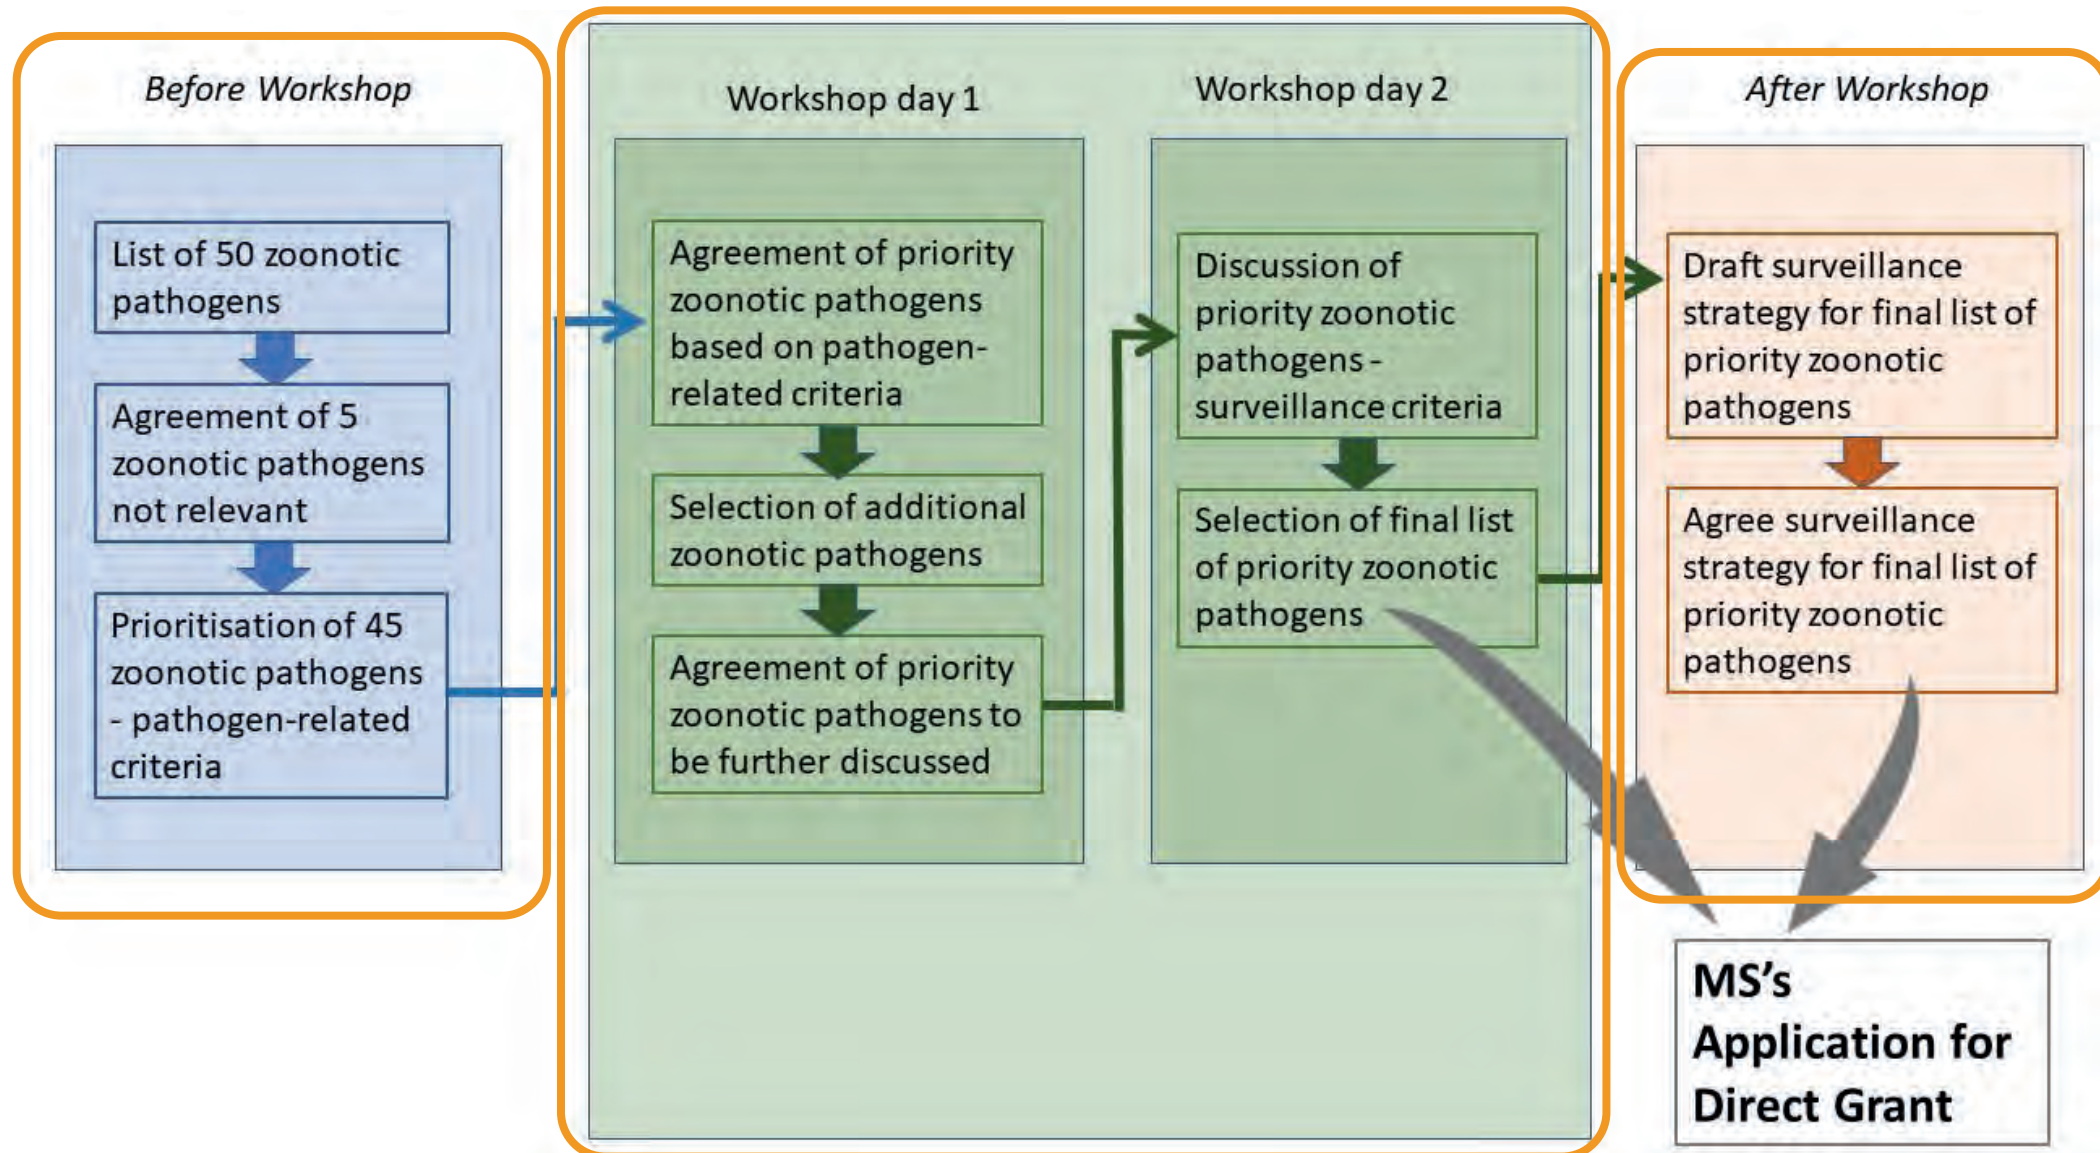 Before Workshop
List of 50 zoonotic
pathogens
Agreement of 5
zoonotic pathogens
not relevant
Prioritisation of 45
zoonotic pathogens
- pathogen-related
criteria
Workshop day 1
Agreement of priority
zoonotic pathogens
based on pathogen-
related criteria
Selection of additional
zoonotic pathogens
Agreement of priority
zoonotic pathogens to
be further discussed
Workshop day 2
Discussion of
priority zoonotic
pathogens -
surveillance criteria
Selection of final list
of priority zoonotic
pathogens
After Workshop
Draft surveillance
strategy for final list of
priority zoonotic
pathogens
Agree surveillance
strategy for final list of
priority zoonotic
pathogens
MS's
Application for
Direct Grant